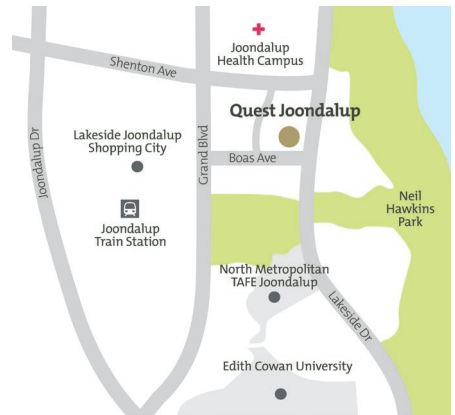 Joondalup
Health Campus
Shenton Ave
Quest Joondalup
Joondalup Dr
Lakeside Joondalup
Shopping City
Grand Blvd
Boas Ave
Neil
Hawkins
Park
Joondalup
Train Station
North Metropolitan
TAFE Joondalup
Lakeside Dr
Edith Cowan University